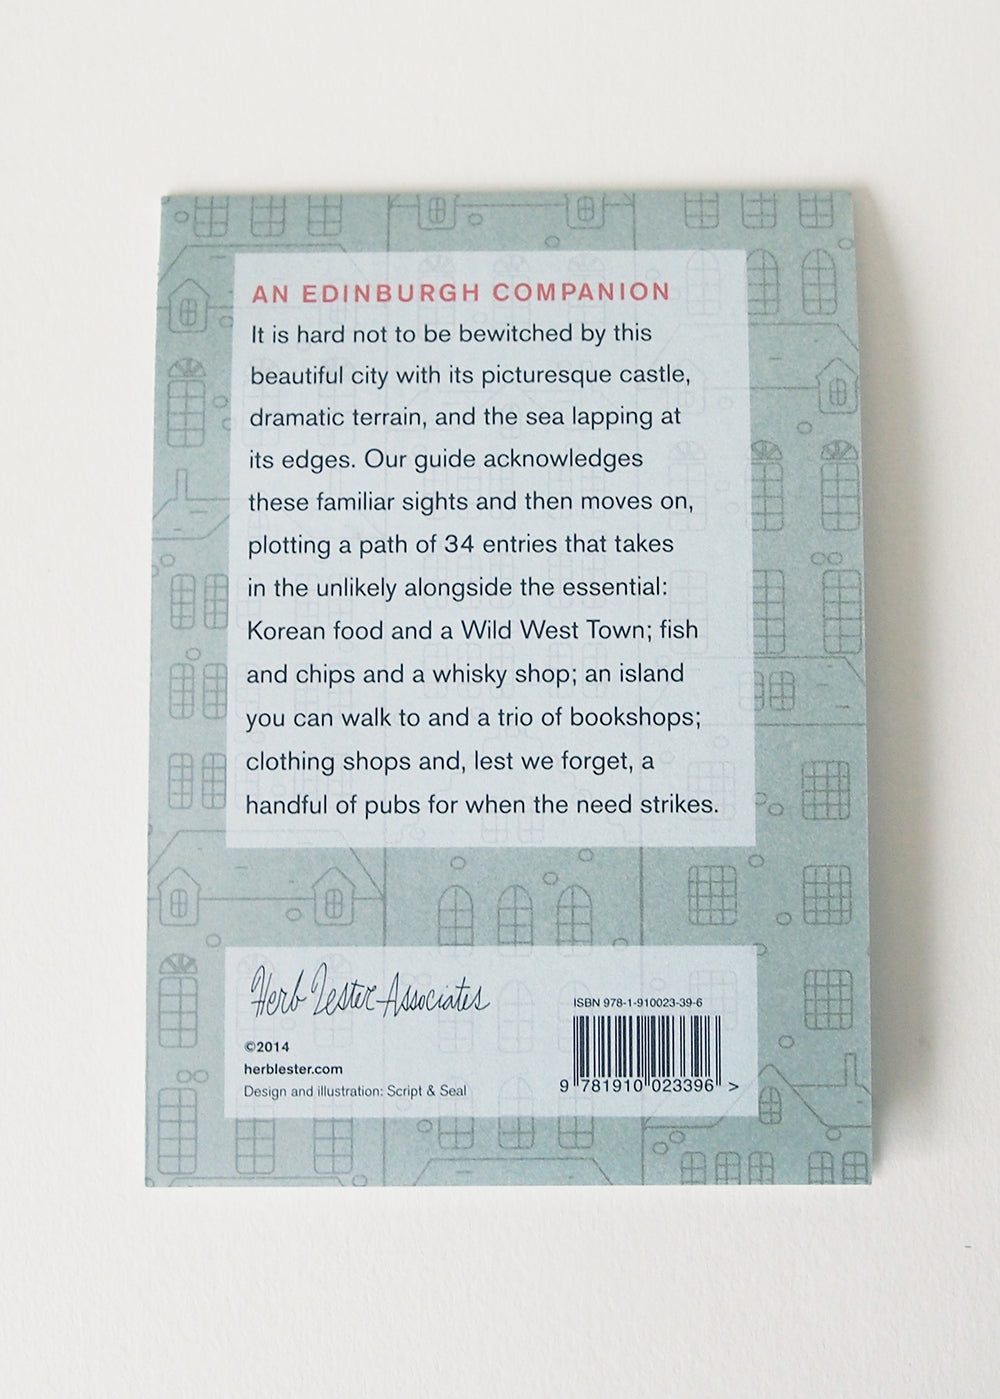 AN EDINBURGH COMPANION
It is hard not to be bewitched by this
beautiful city with its picturesque castle,
dramatic terrain, and the sea lapping at
its edges. Our guide acknowledges
these familiar sights and then moves on,
plotting a path of 34 entries that takes
in the unlikely alongside the essential:
Korean food and a Wild West Town; fish
and chips and a whisky shop; an island
you can walk to and a trio of bookshops;
clothing shops and, lest we forget, a
handful of pubs for when the need strikes.
Herb Lester Associates
©2014
herblester.com
Design and illustration: Script & Seal
ISBN 978-1-910023-39-6
9 781910 023396 >